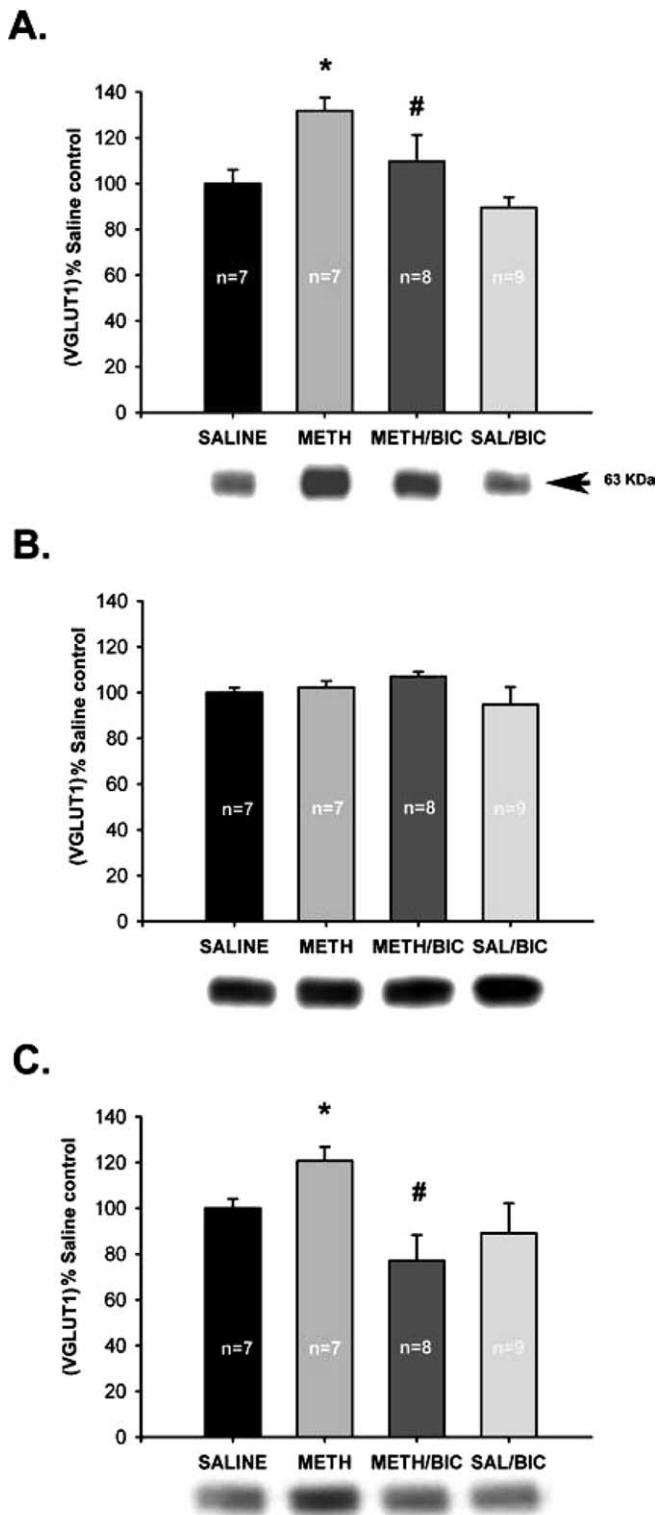 A.
(VGLUT1) % Saline control
140
120
100
80
60
40
20
0
*
#
n=7
n=7
n=8
n=9
SALINE METH METH/BIC SAL/BIC
63 KDa
B.
(VGLUT1) % Saline control
140
120
100
80
60
40
20
0
n=7
n=7
n=8
n=9
SALINE METH METH/BIC SAL/BIC
C.
(VGLUT1) % Saline control
140
120
100
80
60
40
20
0
*
#
n=7
n=7
n=8
n=9
SALINE METH METH/BIC SAL/BIC